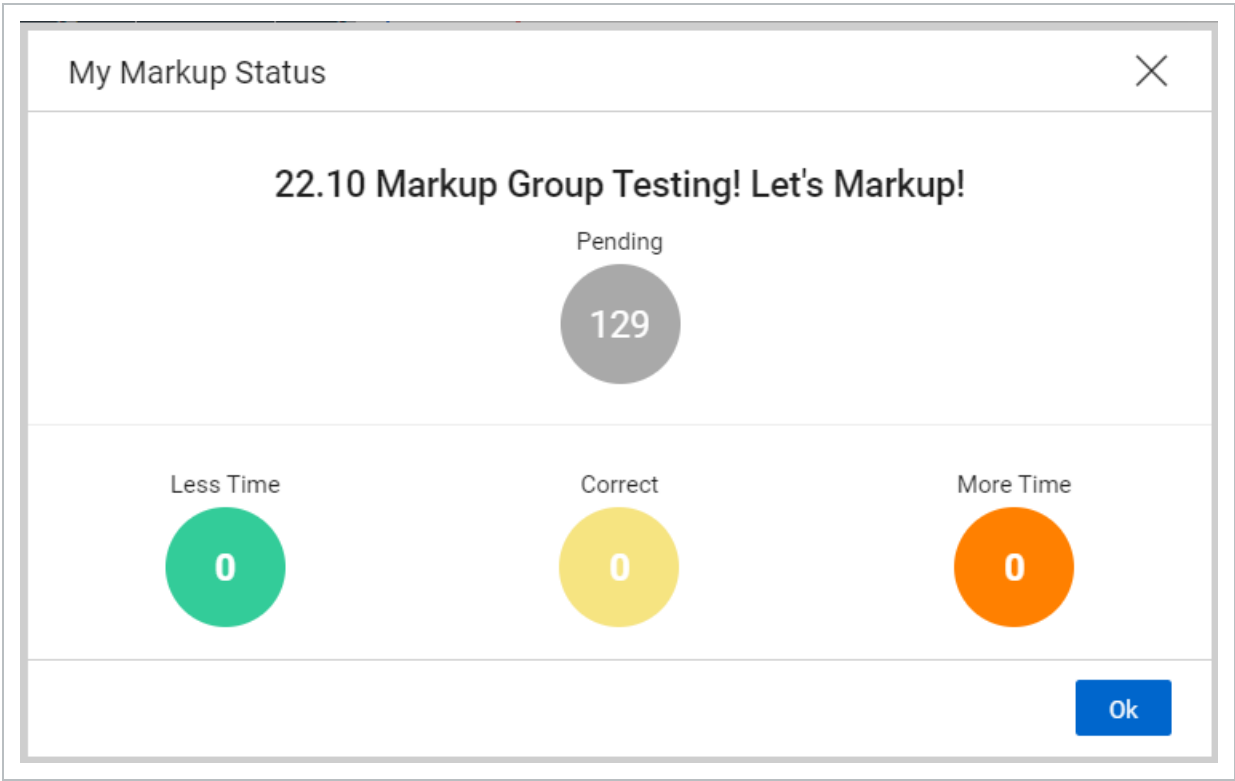 My Markup Status
22.10 Markup Group Testing! Let's Markup!
Pending
129
Less Time
Correct
More Time
0
0
0
Ok